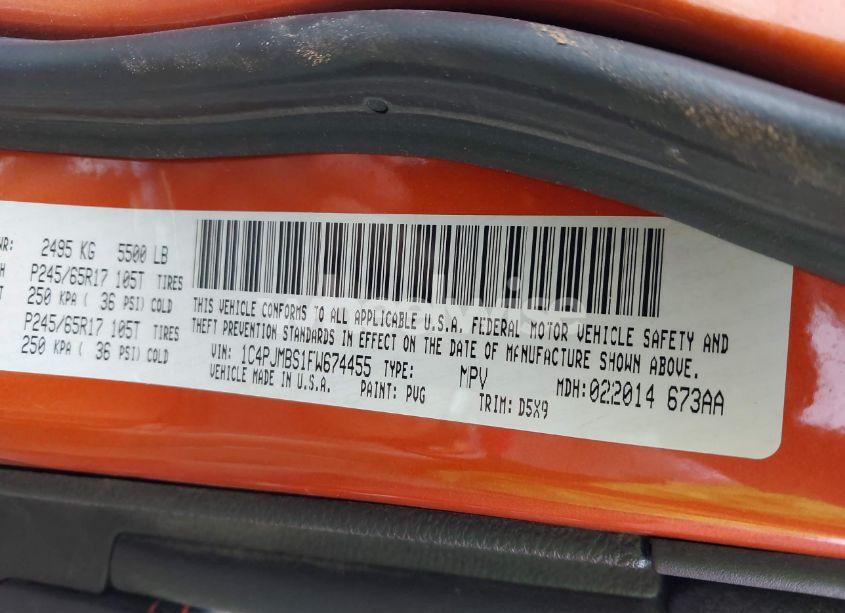 WR: 2495 KG 5500 LB
H P245/65R17 105T TIRES
T 250 KPA ( 36 PSI) COLD
P245/65R17 105T TIRES
250 KPA ( 36 PSI) COLD
THIS VEHICLE CONFORMS TO ALL APPLICABLE U.S.A. FEDERAL MOTOR VEHICLE SAFETY AND
THEFT PREVENTION STANDARDS IN EFFECT ON THE DATE OF MANUFACTURE SHOWN ABOVE.
VIN: 1C4PJMBS1FW674455 TYPE: MPV MDH:022014 673AA
VEHICLE MADE IN U.S.A. PAINT: PVG TRIM: D5X9